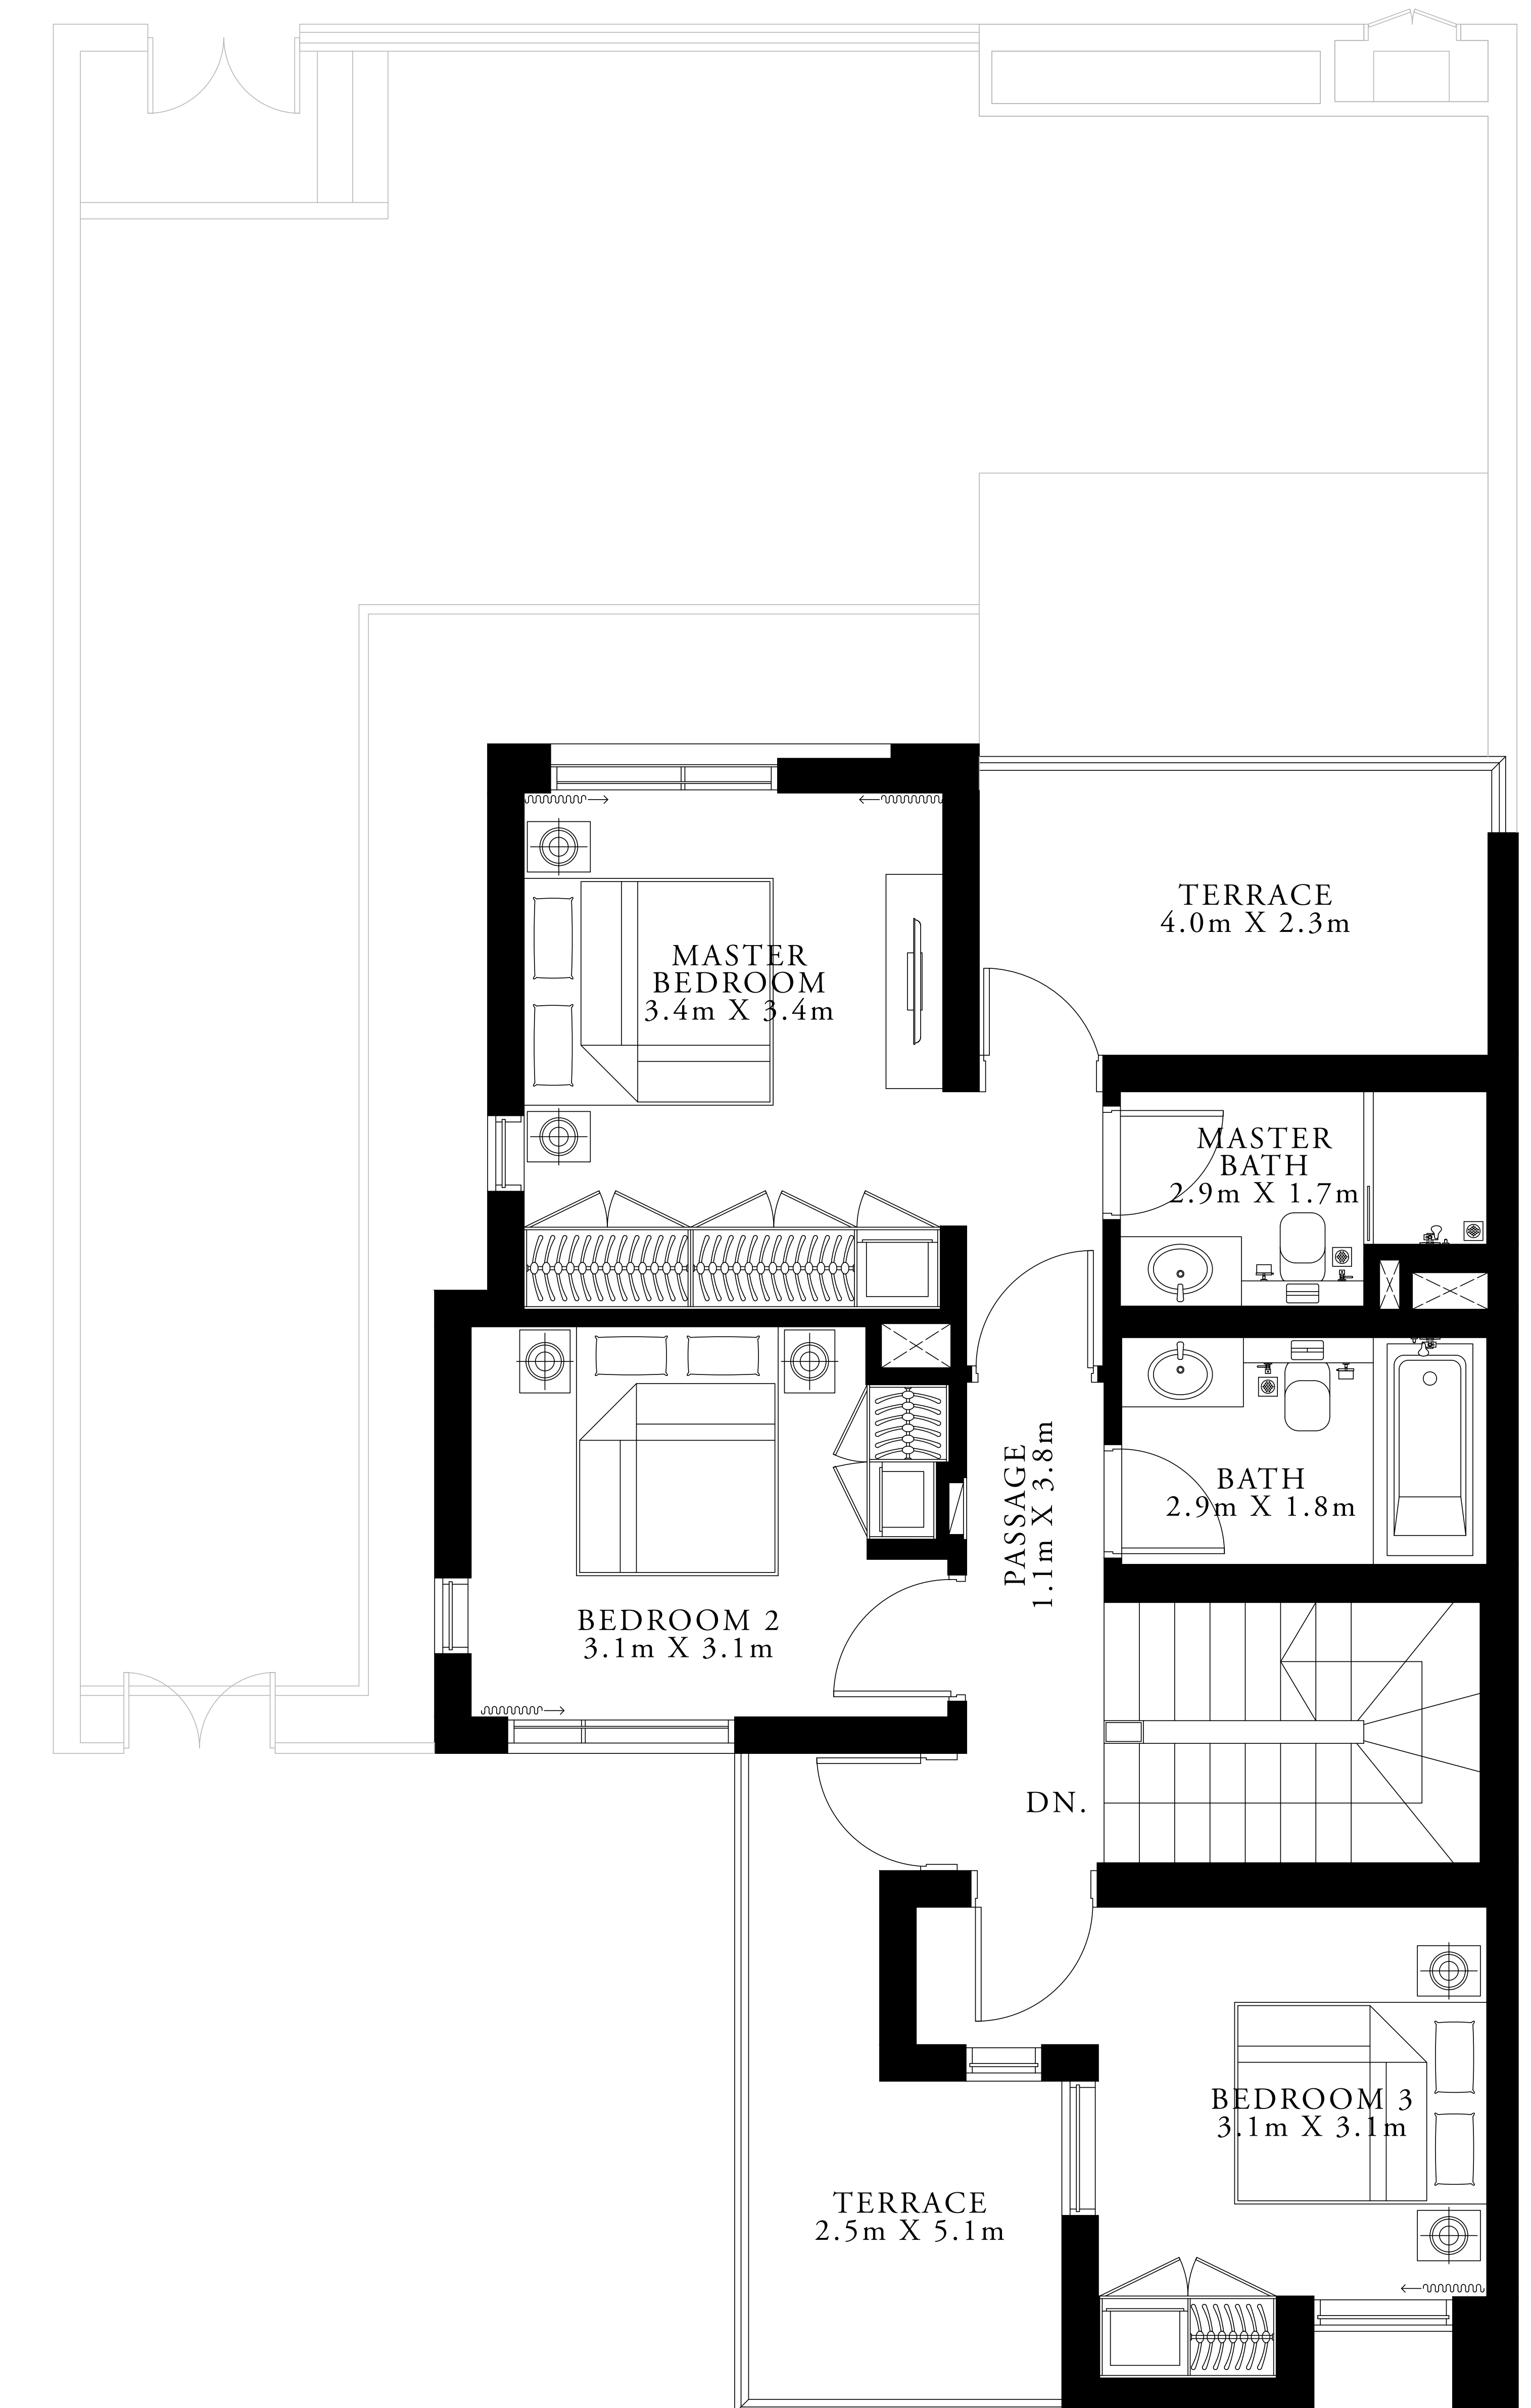 TERRACE
4.0m X 2.3m
MASTER
BEDROOM
3.4m X 3.4m
MASTER
BATH
2.9m X 1.7m
PASSAGE
1.1m X 3.8m
BATH
2.9m X 1.8m
BEDROOM 2
3.1m X 3.1m
DN.
BEDROOM 3
3.1m X 3.1m
TERRACE
2.5m X 5.1m